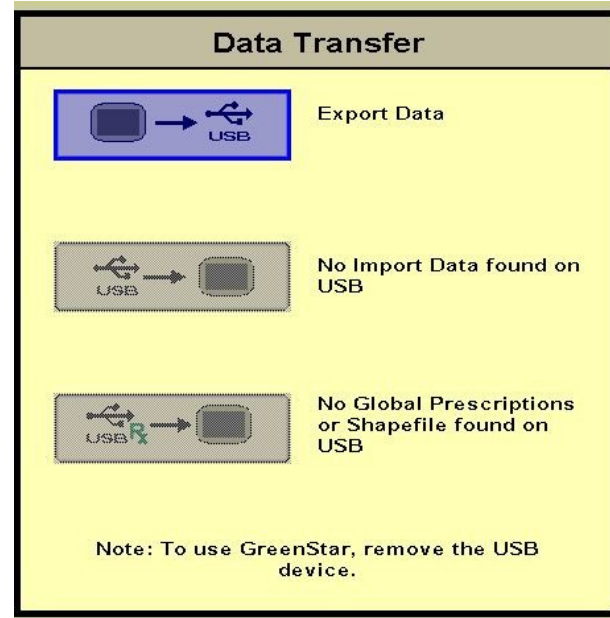 Data Transfer
USB
Export Data
USB
No Import Data found on
USB
USB Rx
No Global Prescriptions
or Shapefile found on
USB
Note: To use GreenStar, remove the USB
device.